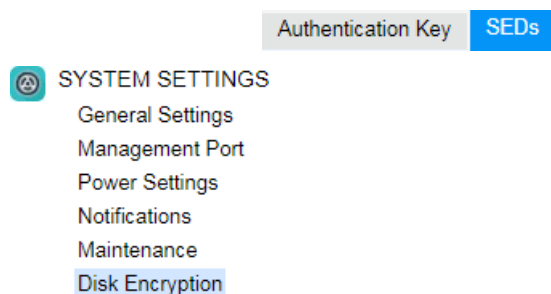 Authentication Key SEDs
SYSTEM SETTINGS
General Settings
Management Port
Power Settings
Notifications
Maintenance
Disk Encryption